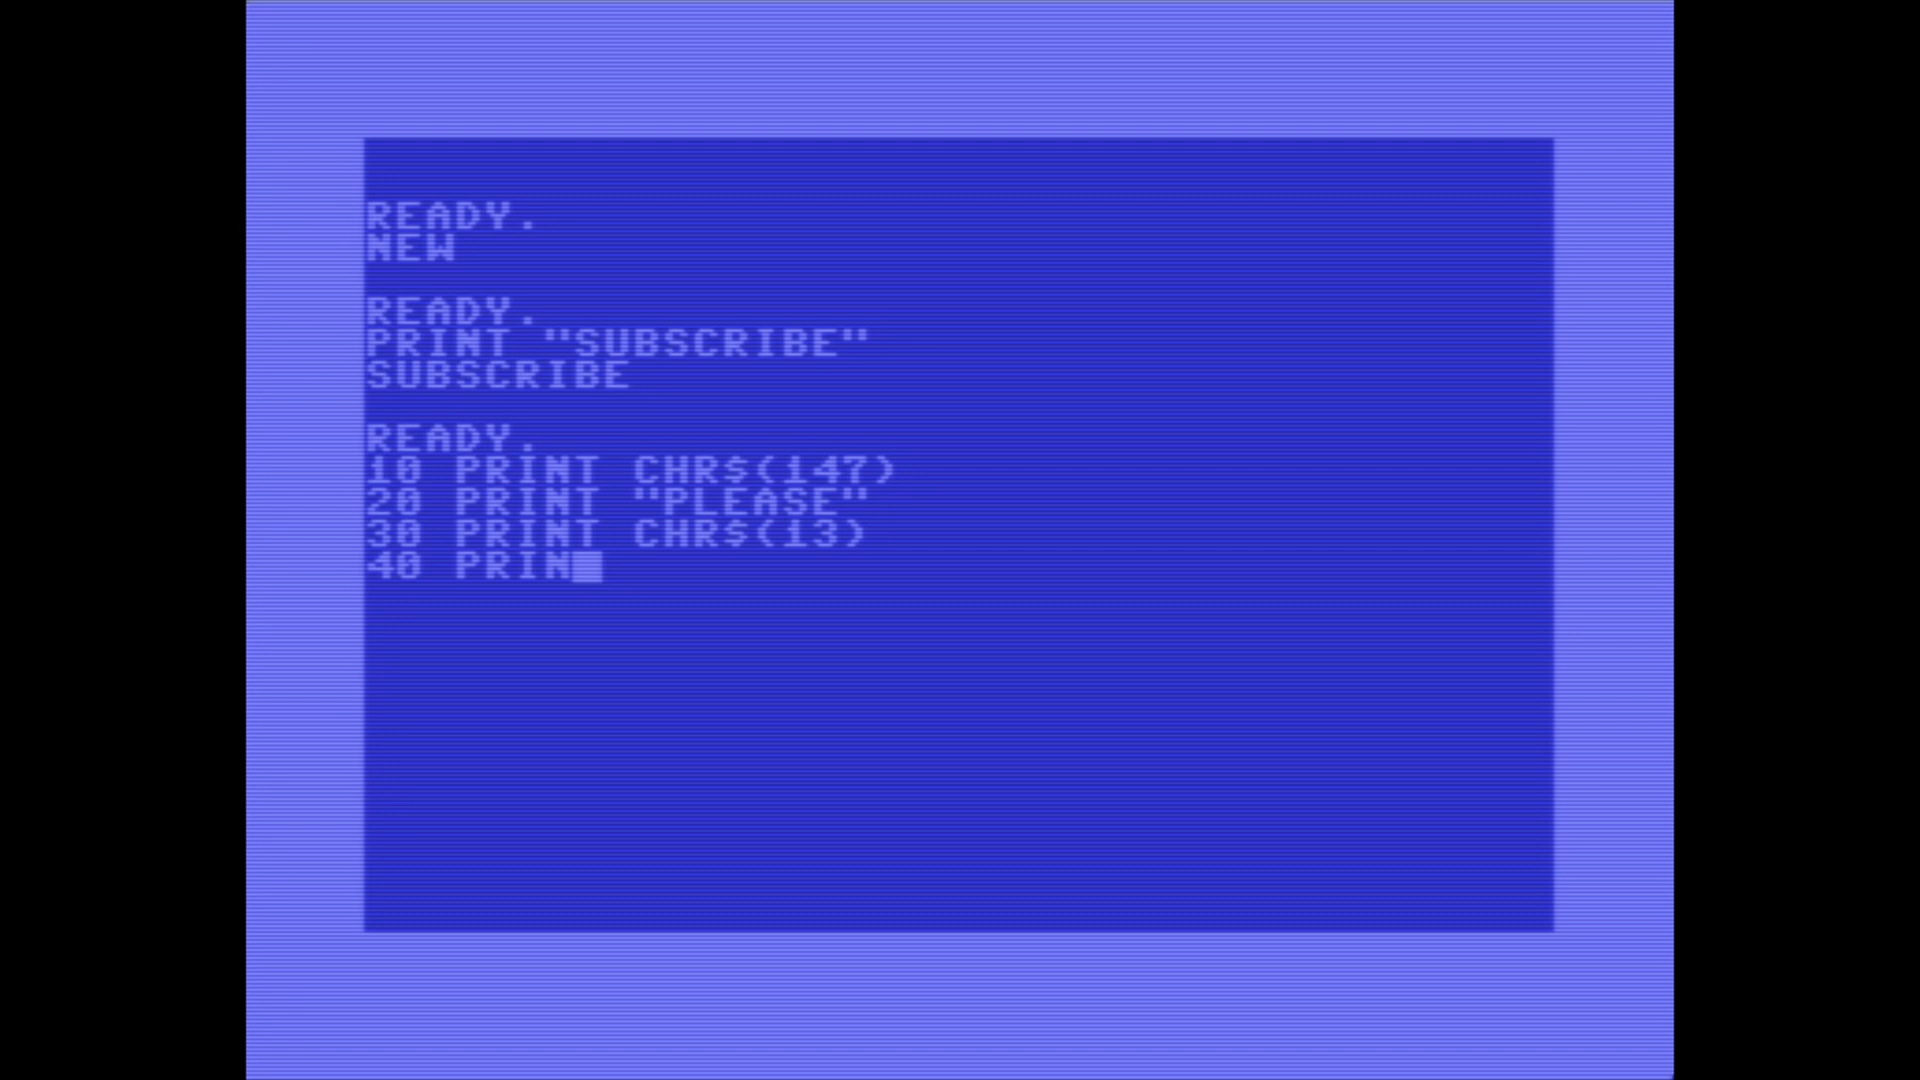 READY.
NEW
READY.
PRINT "SUBSCRIBE"
SUBSCRIBE
READY.
10 PRINT CHR$(147)
20 PRINT "PLEASE"
30 PRINT CHR$(13)
40 PRIN